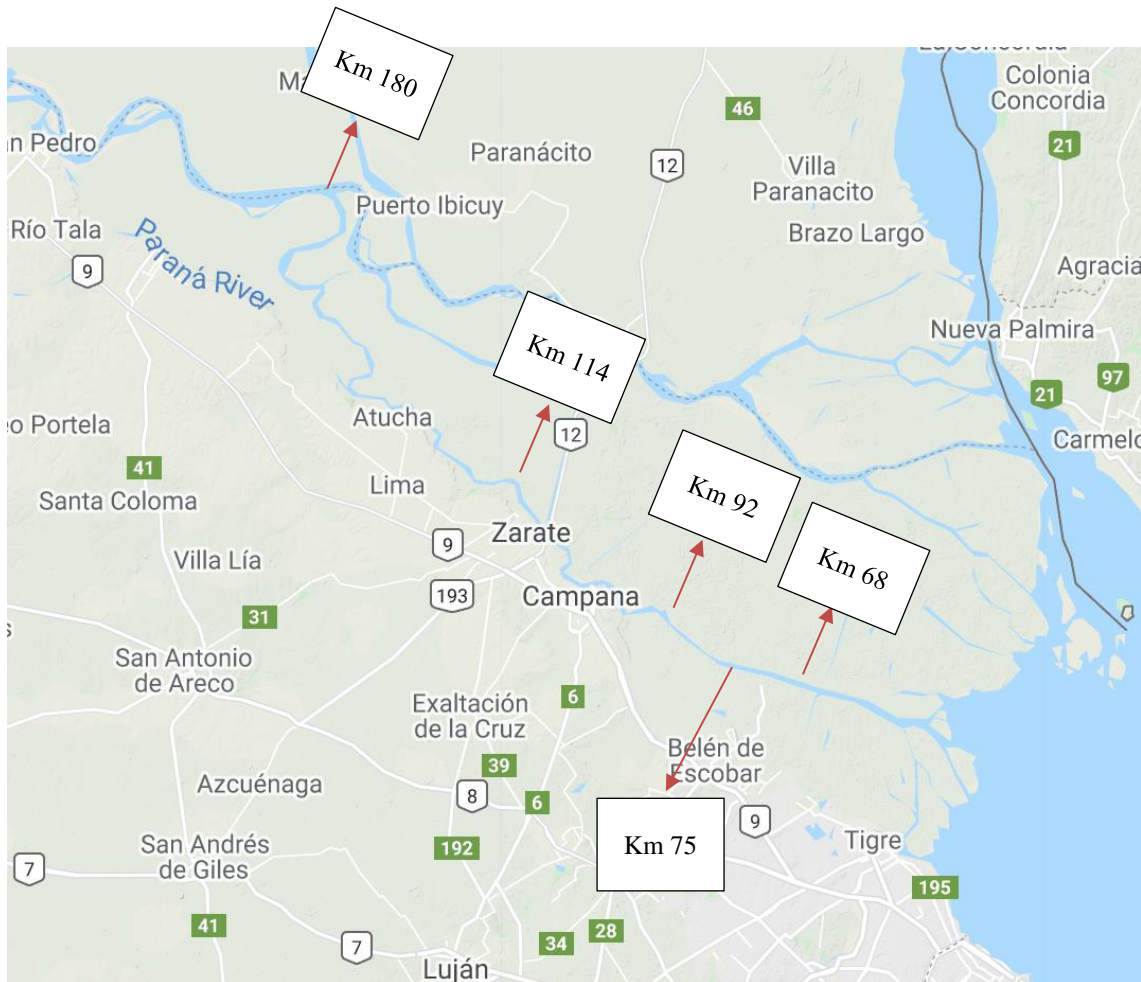 La Concordia
Km 180
Ma
Colonia
Concordia
46
an Pedro
Paranácito
12
21
Villa
Paranacito
Puerto Ibicuy
Río Tala
Brazo Largo
Paraná River
9
Agracia
Nueva Palmira
Km 114
97
21
eo Portela
Atucha
12
Carmelo
41
Lima
Santa Coloma
Km 92
Zarate
9
Km 68
Villa Lía
193
Campana
31
s
San Antonio
de Areco
6
Exaltación
de la Cruz
Belén de
Escobar
39
Azcuénaga
8
6
9
San Andrés
de Giles
192
Km 75
Tigre
7
195
41
28
34
7
Luján